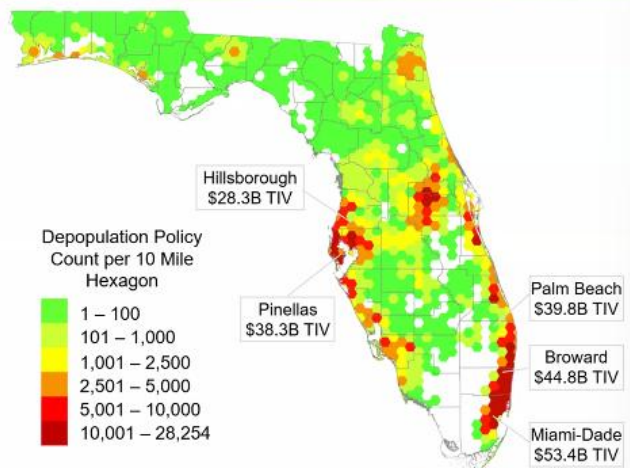 Hillsborough
$28.3B TIV
Depopulation Policy
Count per 10 Mile
Hexagon
1 – 100
101 – 1,000
1,001 – 2,500
2,501 – 5,000
5,001 – 10,000
10,001 – 28,254
Pinellas
$38.3B TIV
Palm Beach
$39.8B TIV
Broward
$44.8B TIV
Miami-Dade
$53.4B TIV